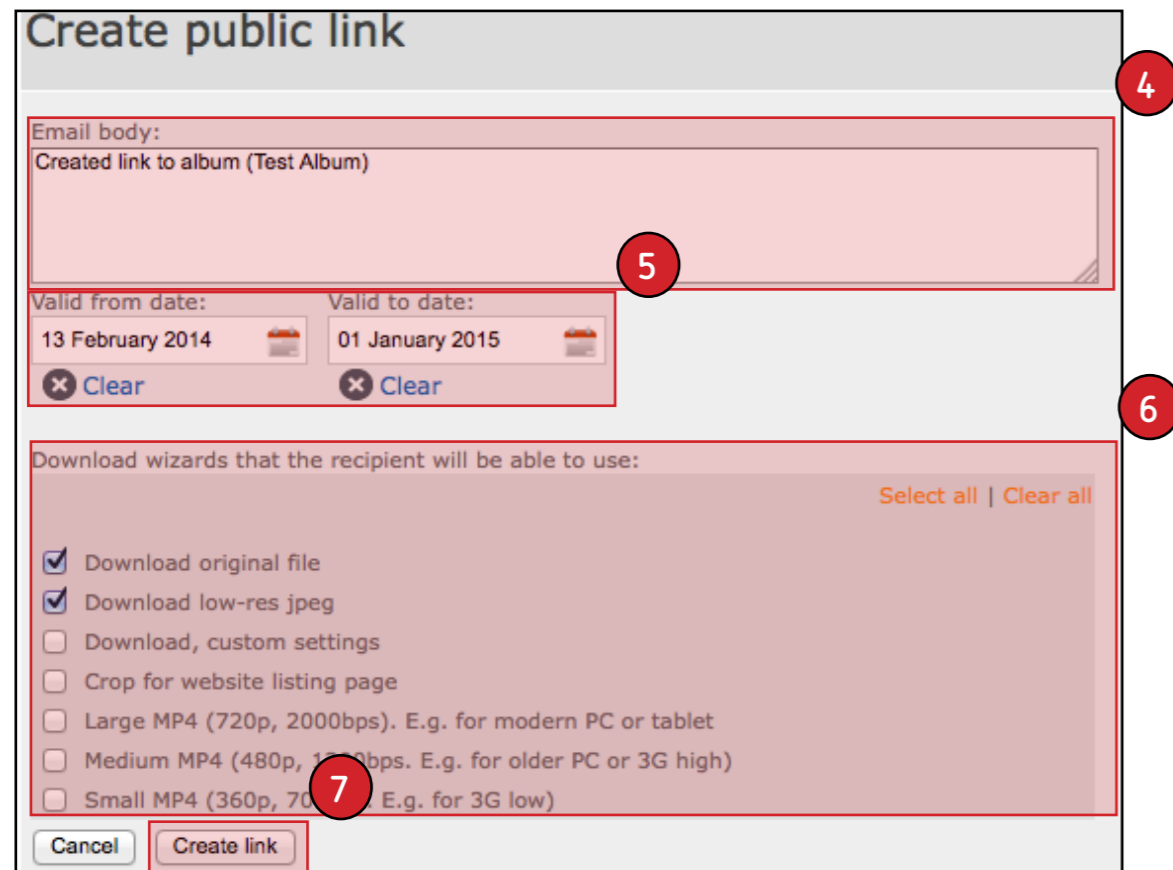 Create public link
4
Email body:
Created link to album (Test Album)
5
Valid from date: Valid to date:
13 February 2014 01 January 2015
Clear Clear
6
Download wizards that the recipient will be able to use:
Select all | Clear all
Download original file
Download low-res jpeg
Download, custom settings
Crop for website listing page
Large MP4 (720p, 2000bps). E.g. for modern PC or tablet
Medium MP4 (480p, E.g. for older PC or 3G high)
7
Small MP4 (360p, E.g. for 3G low)
Cancel Create link